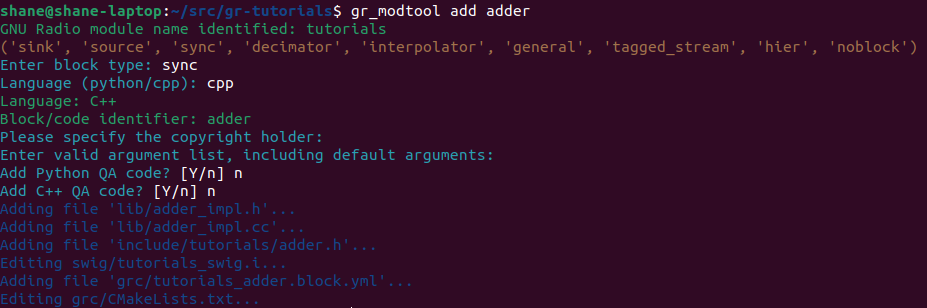 shane@shane-laptop:~/src/gr-tutorials$ gr_modtool add adder
GNU Radio module name identified: tutorials
('sink', 'source', 'sync', 'decimator', 'interpolator', 'general', 'tagged_stream', 'hier', 'noblock')
Enter block type: sync
Language (python/cpp): cpp
Language: C++
Block/code identifier: adder
Please specify the copyright holder:
Enter valid argument list, including default arguments:
Add Python QA code? [Y/n] n
Add C++ QA code? [Y/n] n
Adding file 'lib/adder_impl.h'...
Adding file 'lib/adder_impl.cc'...
Adding file 'include/tutorials/adder.h'...
Editing swig/tutorials_swig.i...
Adding file 'grc/tutorials_adder.block.yml'...
Editing grc/CMakeLists.txt...